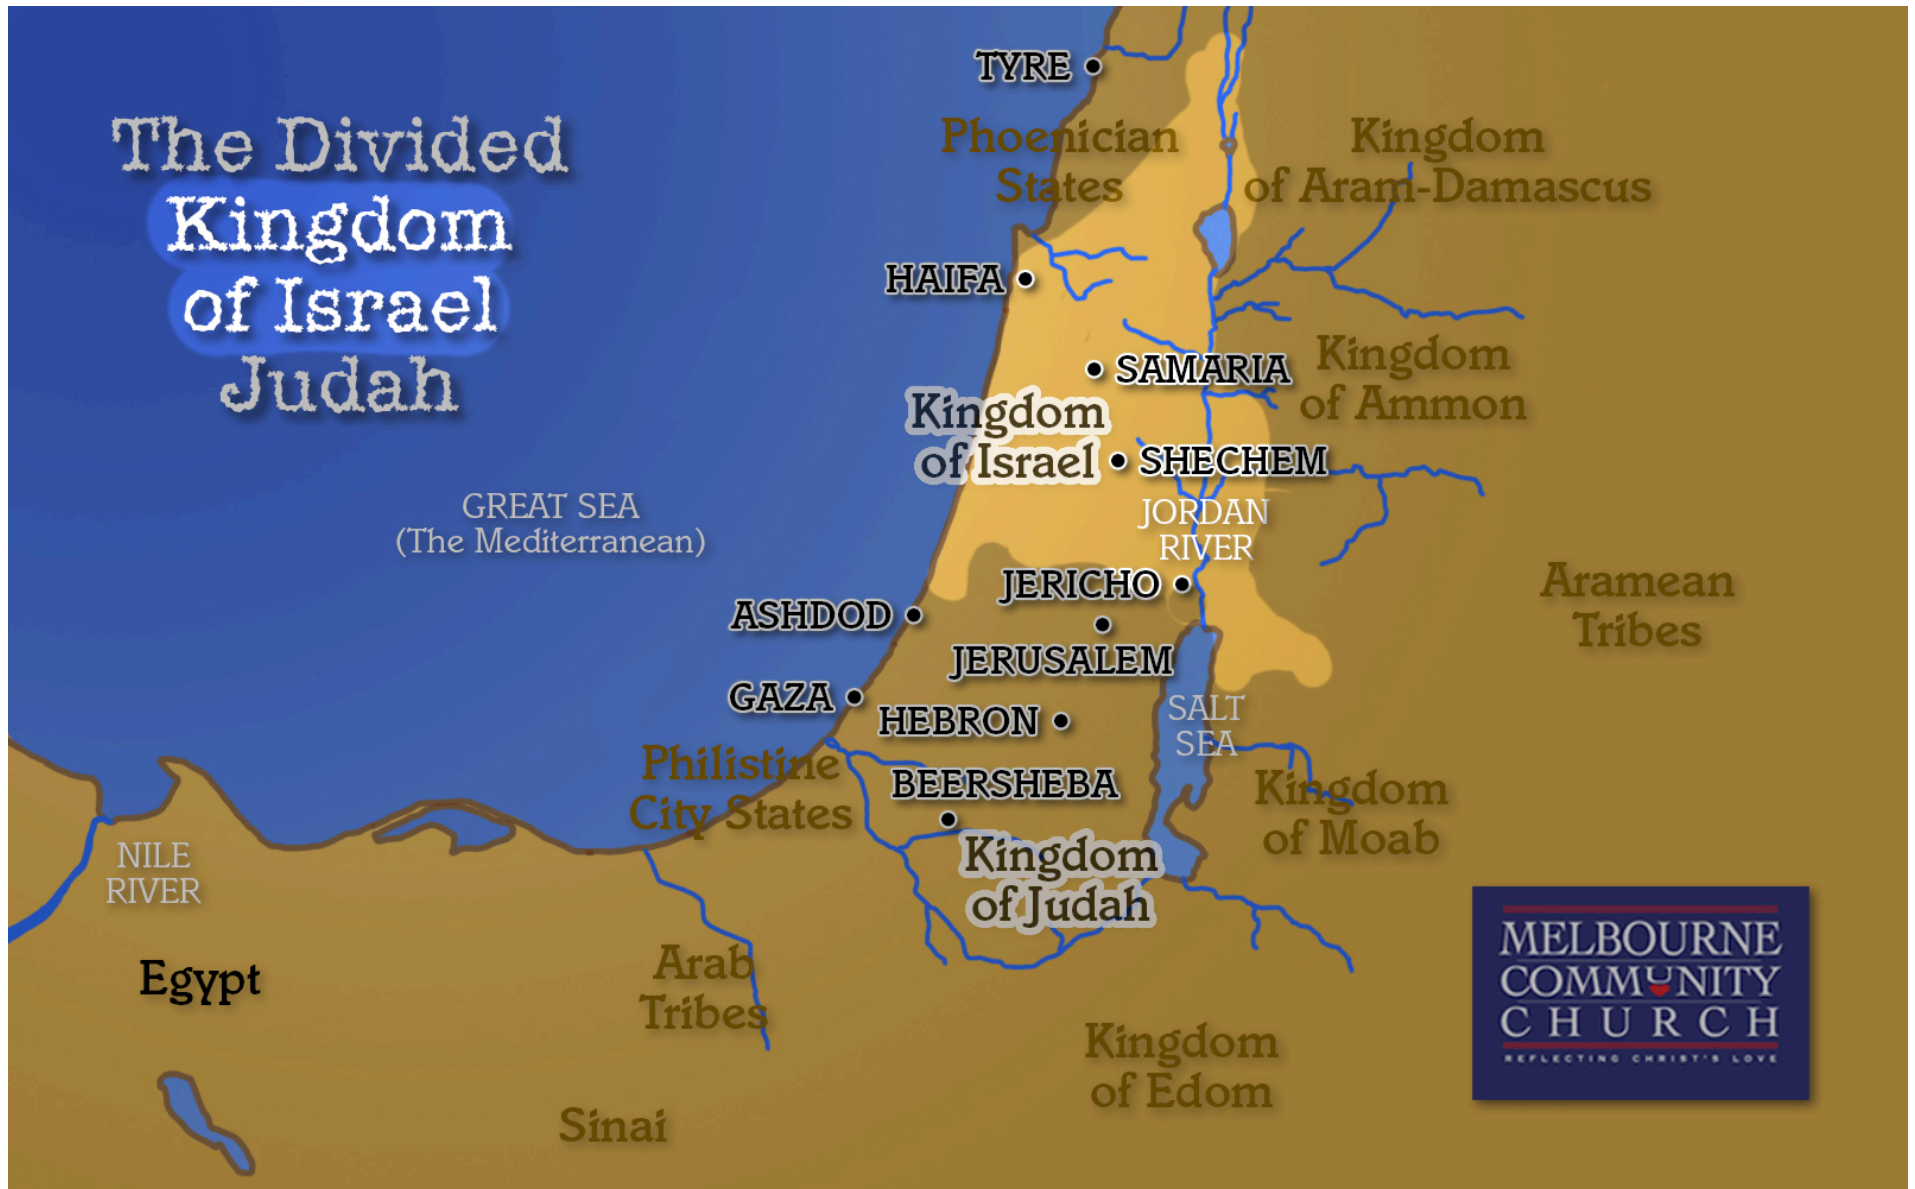 The Divided
Kingdom
of Israel
Judah
TYRE
Phoenician
States
Kingdom
of Aram-Damascus
HAIFA
SAMARIA
Kingdom
of Ammon
Kingdom
of Israel
SHECHEM
GREAT SEA
(The Mediterranean)
JORDAN
RIVER
JERICHO
Aramean
Tribes
ASHDOD
JERUSALEM
GAZA
HEBRON
SALT
SEA
Philistine
City States
BEERSHEBA
Kingdom
of Moab
Kingdom
of Judah
NILE
RIVER
Egypt
Arab
Tribes
Kingdom
of Edom
Sinai
MELBOURNE
COMMUNITY
CHURCH
REFLECTING CHRIST'S LOVE